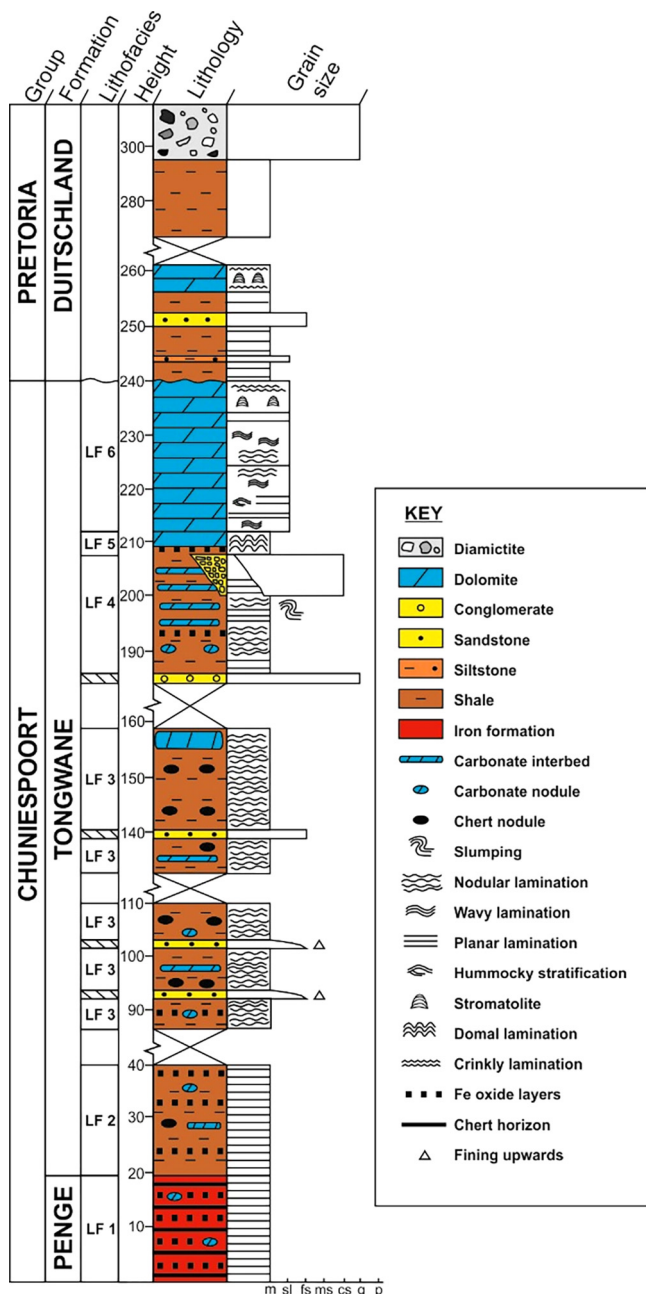 Group
Formation
Lithofacies
Height
Lithology
Grain
size
PRETORIA
DUITSCHLAND
300
280
260
250
240
CHUNIESPOORT
TONGWANE
LF 6
230
220
LF 5
210
LF 4
200
190
160
LF 3
150
140
LF 3
110
LF 3
100
LF 3
90
LF 3
40
LF 2
30
20
PENGE
LF 1
10
m sl fs ms cs g p
KEY
Diamictite
Dolomite
Conglomerate
Sandstone
Siltstone
Shale
Iron formation
Carbonate interbed
Carbonate nodule
Chert nodule
Slumping
Nodular lamination
Wavy lamination
Planar lamination
Hummocky stratification
Stromatolite
Domal lamination
Crinkly lamination
Fe oxide layers
Chert horizon
Fining upwards